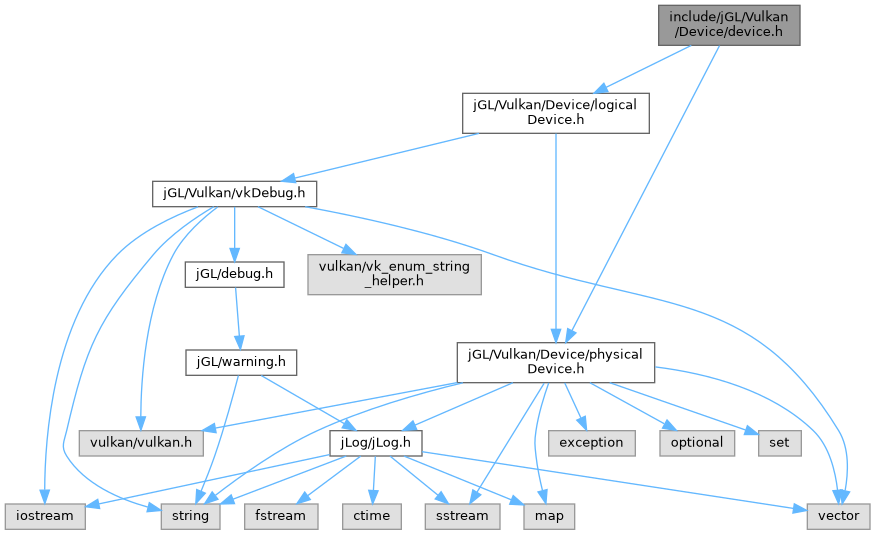 include/jGL/Vulkan
/Device/device.h
jGL/Vulkan/Device/logical
Device.h
jGL/Vulkan/vkDebug.h
jGL/debug.h
vulkan/vk_enum_string
_helper.h
jGL/warning.h
jGL/Vulkan/Device/physical
Device.h
vulkan/vulkan.h
jLog/jLog.h
exception
optional
set
iostream
string
fstream
ctime
sstream
map
vector